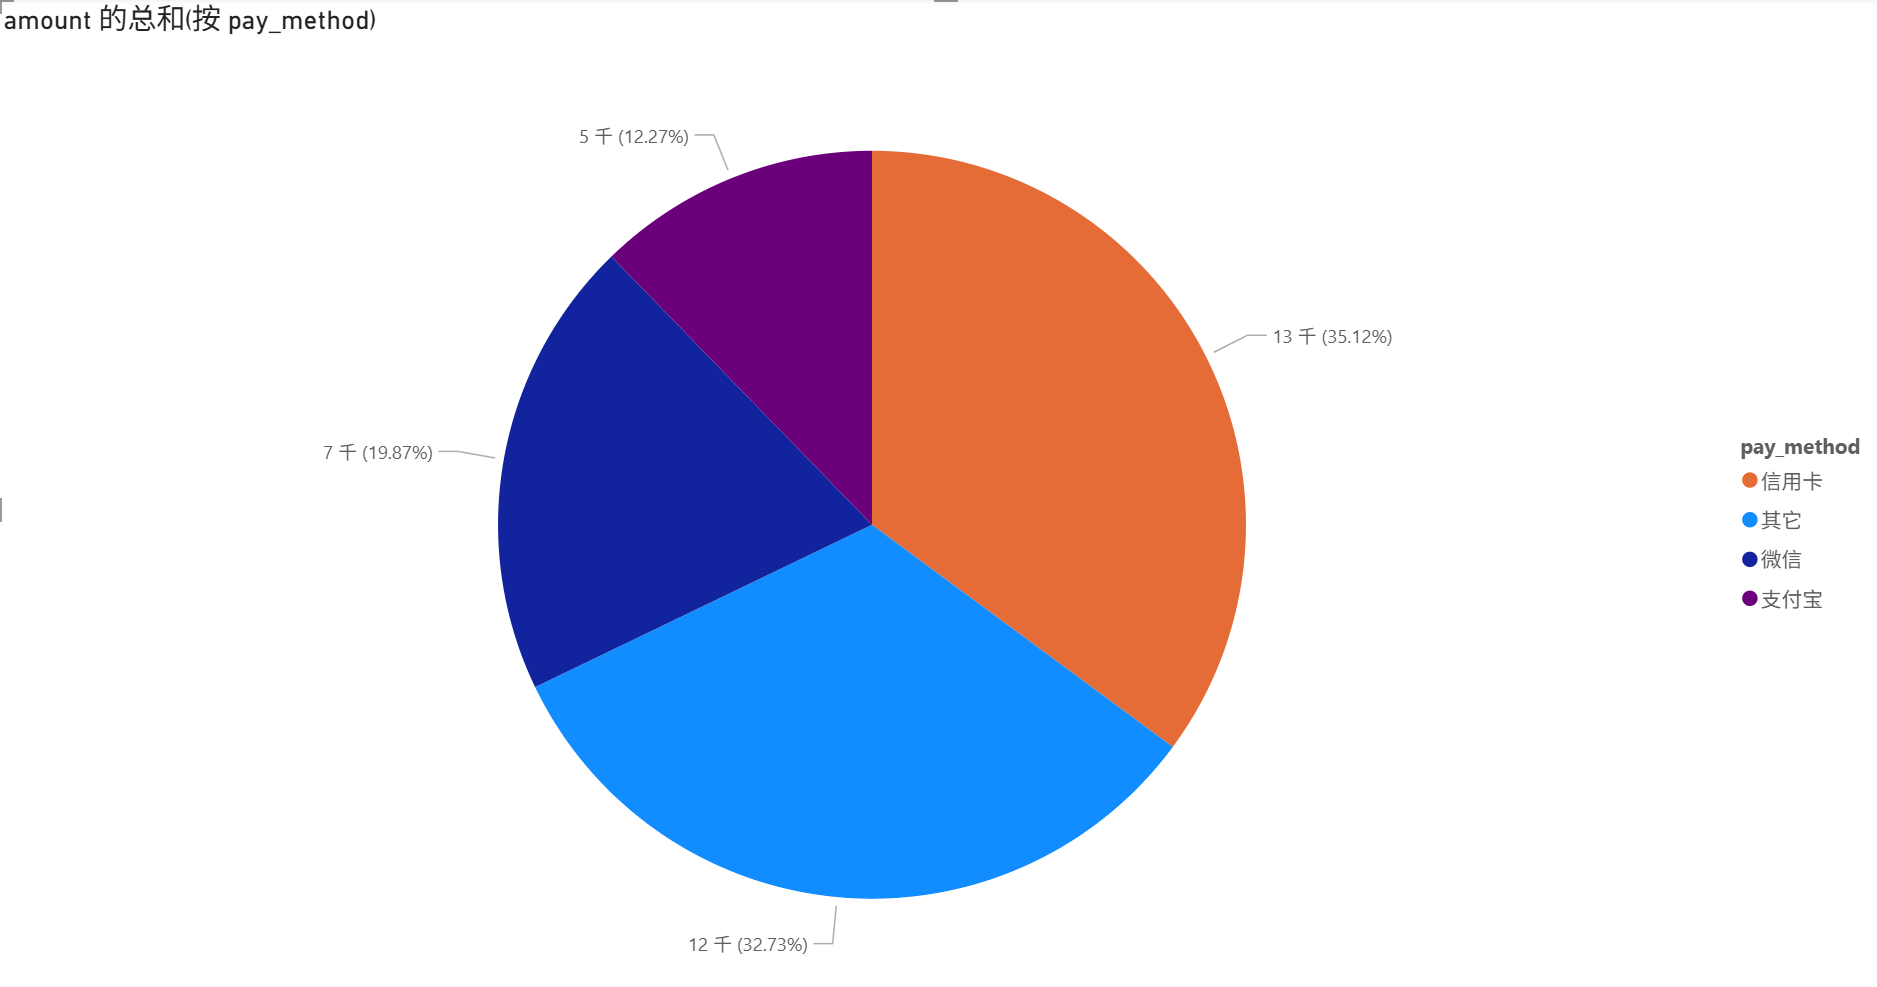 amount 的总和(按 pay_method)
5 千 (12.27%)
13 千 (35.12%)
7 千 (19.87%)
12 千 (32.73%)
pay_method
信用卡
其它
微信
支付宝